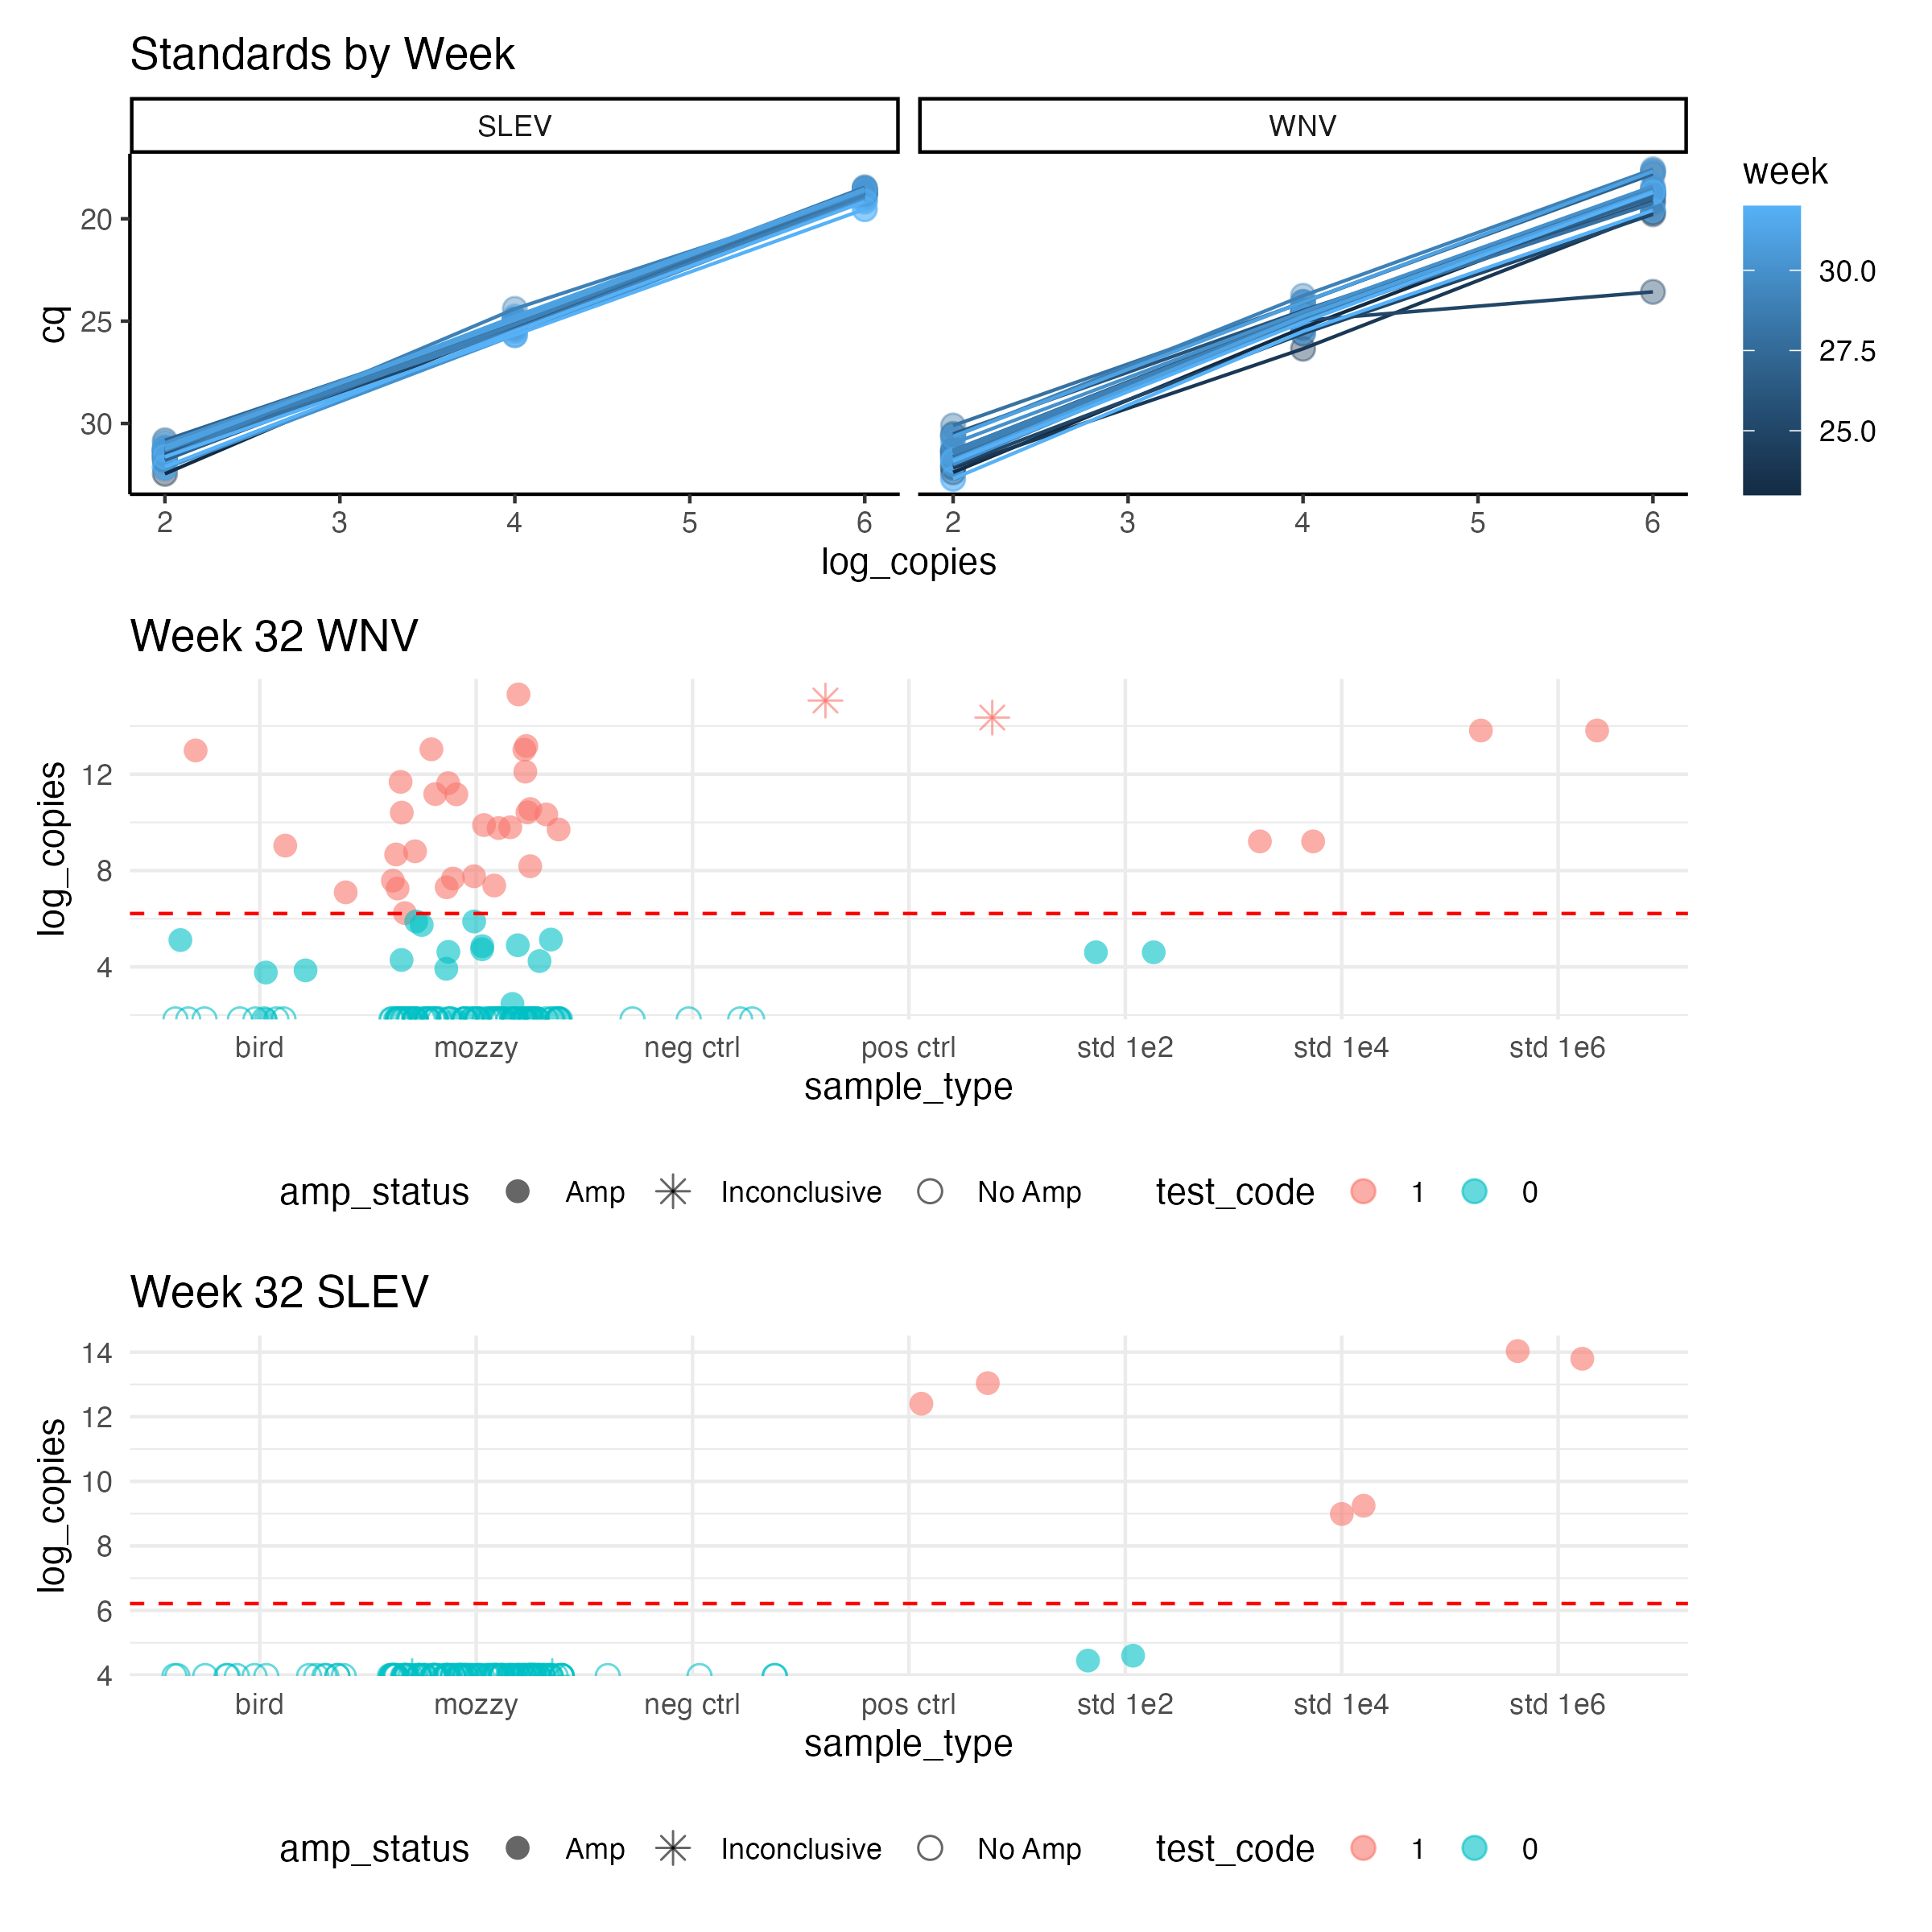 Standards by Week
SLEV
WNV
cq
20
25
30
2 3 4 5 6
2 3 4 5 6
log_copies
week
30.0
27.5
25.0
Week 32 WNV
log_copies
12
8
4
bird mozzy neg ctrl pos ctrl std 1e2 std 1e4 std 1e6
sample_type
amp_status Amp Inconclusive No Amp test_code 1 0
Week 32 SLEV
log_copies
14
12
10
8
6
4
bird mozzy neg ctrl pos ctrl std 1e2 std 1e4 std 1e6
sample_type
amp_status Amp Inconclusive No Amp test_code 1 0